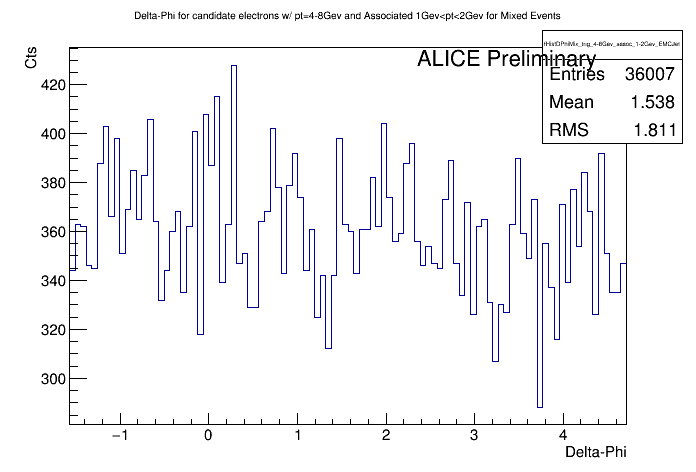 Delta-Phi for candidate electrons w/ pt=4-8Gev and Associated 1Gev<pt<2Gev for Mixed Events
Cts
ALICE Preliminary
fHistDPhiMix_trig_4-8Gev_assoc_1-2Gev_EMCJet
Entries 36007
Mean 1.538
RMS 1.811
420
400
380
360
340
320
300
−1 0 1 2 3 4
Delta-Phi